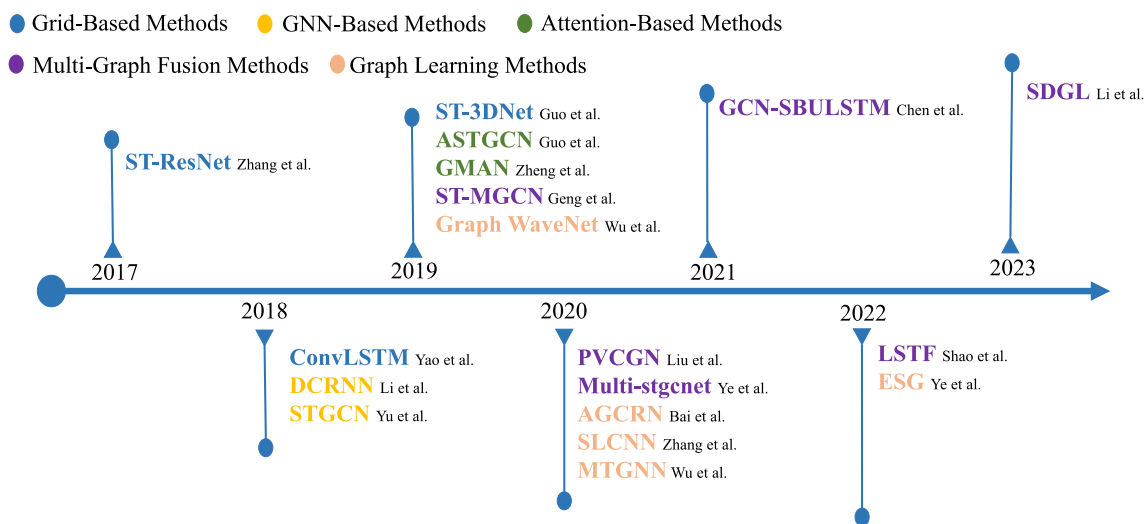 Grid-Based Methods GNN-Based Methods Attention-Based Methods
Multi-Graph Fusion Methods Graph Learning Methods
ST-ResNet Zhang et al.
ST-3DNet Guo et al.
ASTGCN Guo et al.
GMAN Zheng et al.
ST-MGCN Geng et al.
Graph WaveNet Wu et al.
GCN-SBULSTM Chen et al.
SDGL Li et al.
2017
2019
2021
2023
2018
2020
2022
ConvLSTM Yao et al.
DCRNN Li et al.
STGCN Yu et al.
PVCGN Liu et al.
Multi-stgcnet Ye et al.
AGCRN Bai et al.
SLCNN Zhang et al.
MTGNN Wu et al.
LSTF Shao et al.
ESG Ye et al.